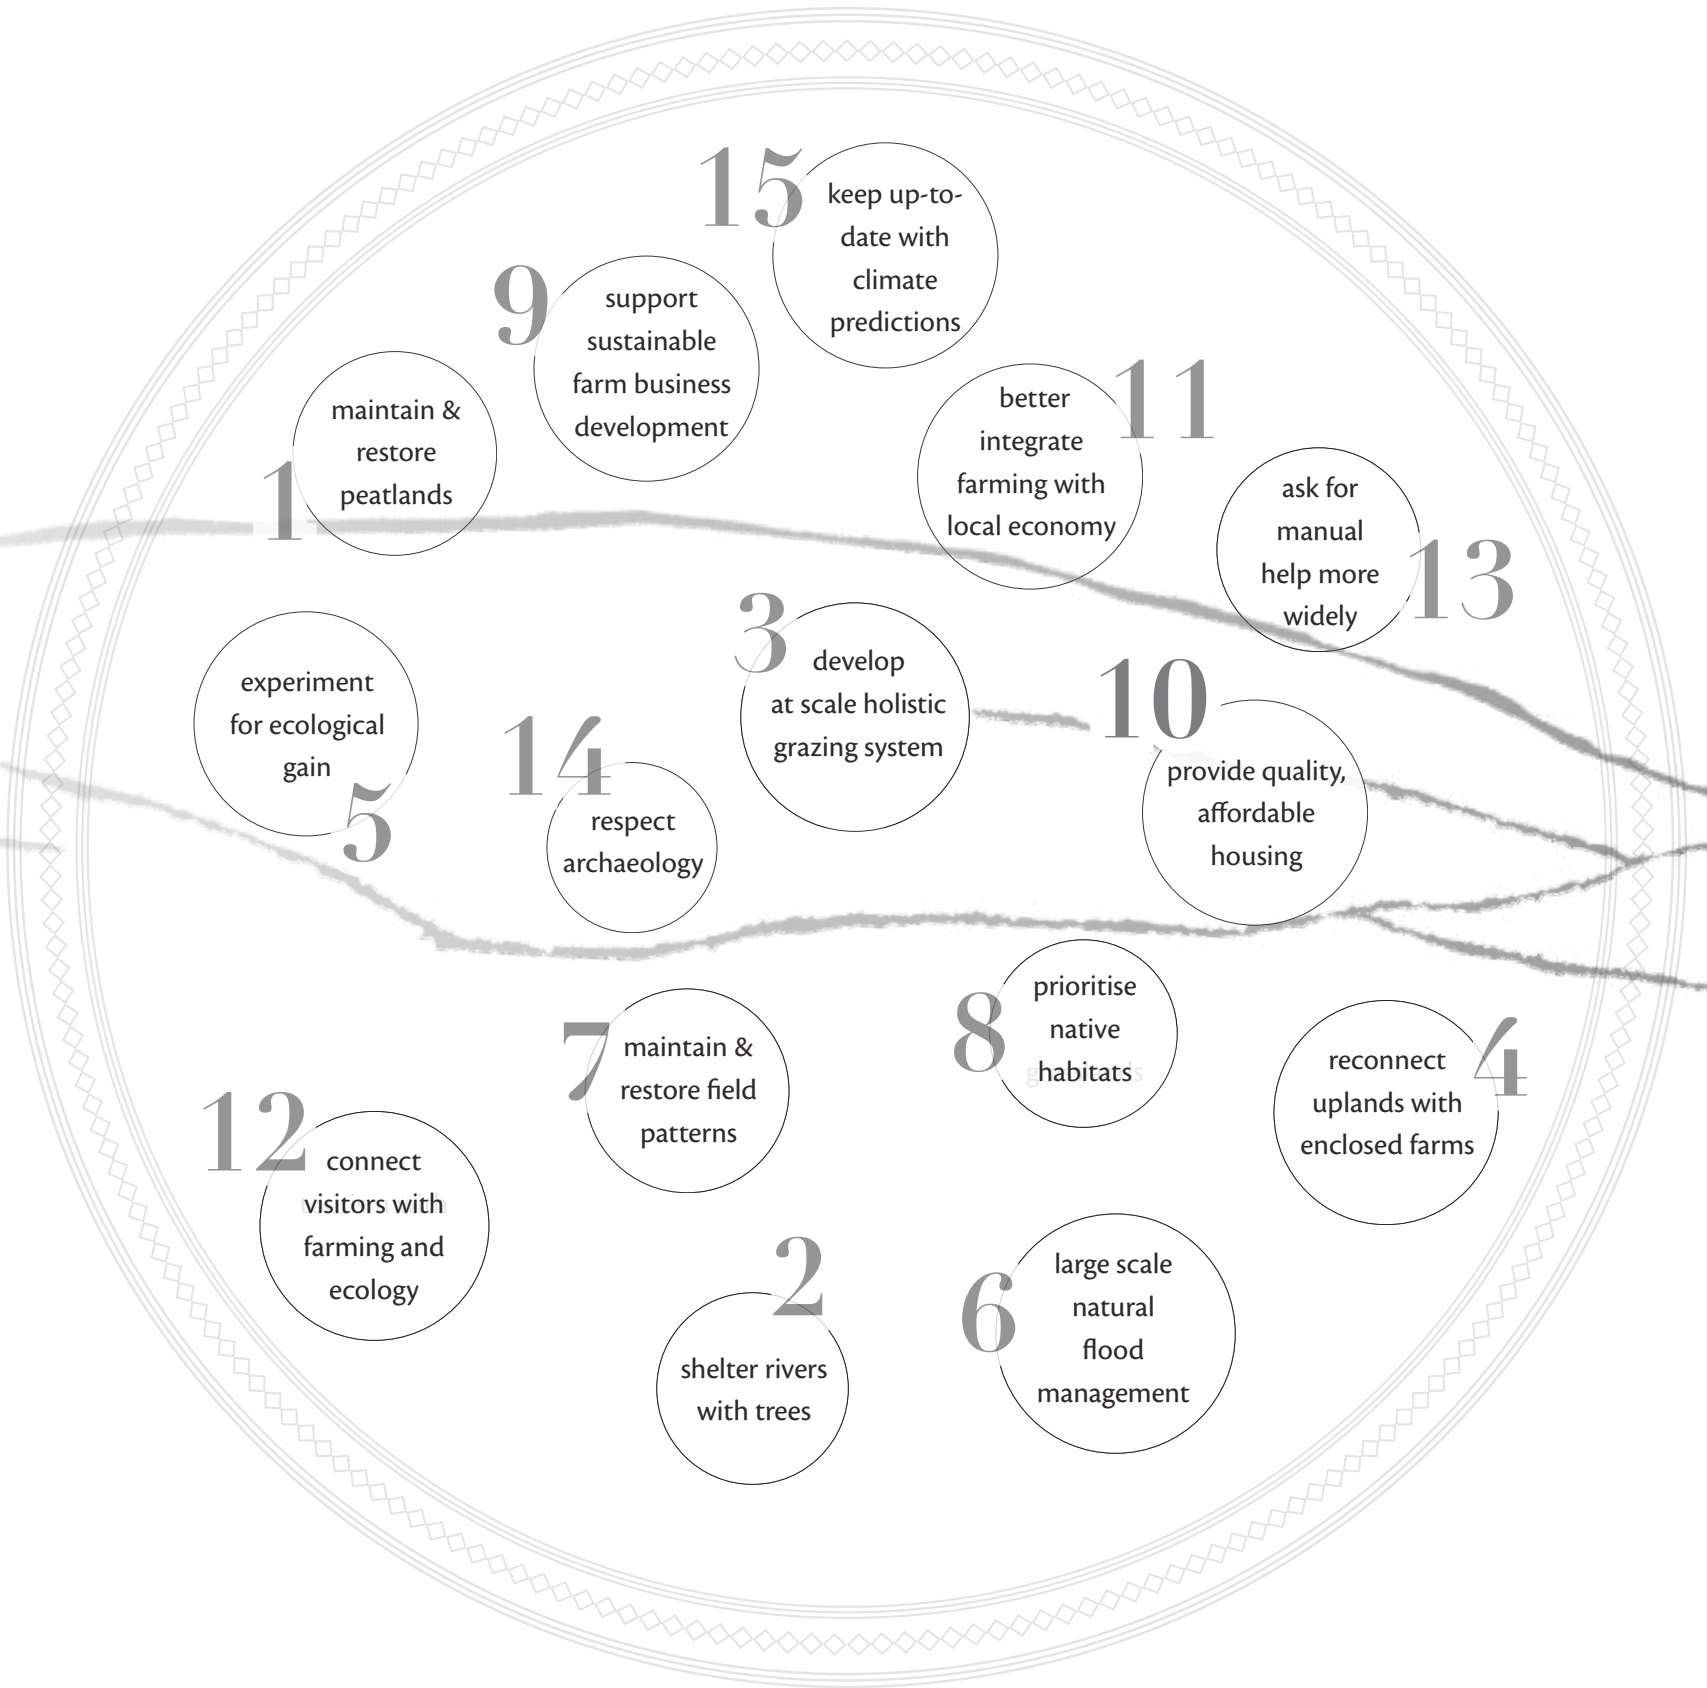 15
keep up-to-
date with
climate
predictions
9
support
sustainable
farm business
development
1
maintain &
restore
peatlands
11
better
integrate
farming with
local economy
13
ask for
manual
help more
widely
5
experiment
for ecological
gain
3
develop
at scale holistic
grazing system
14
respect
archaeology
10
provide quality,
affordable
housing
8
prioritise
native
habitats
7
maintain &
restore field
patterns
4
reconnect
uplands with
enclosed farms
12
connect
visitors with
farming and
ecology
2
shelter rivers
with trees
6
large scale
natural
flood
management